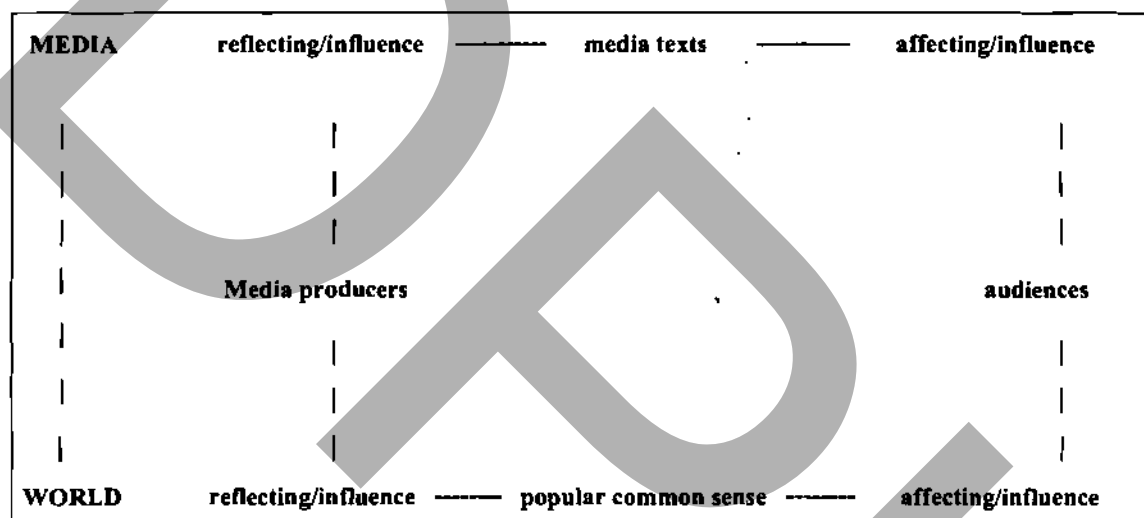 MEDIA reflecting/influence media texts affecting/influence
Media producers audiences
WORLD reflecting/influence popular common sense affecting/influence